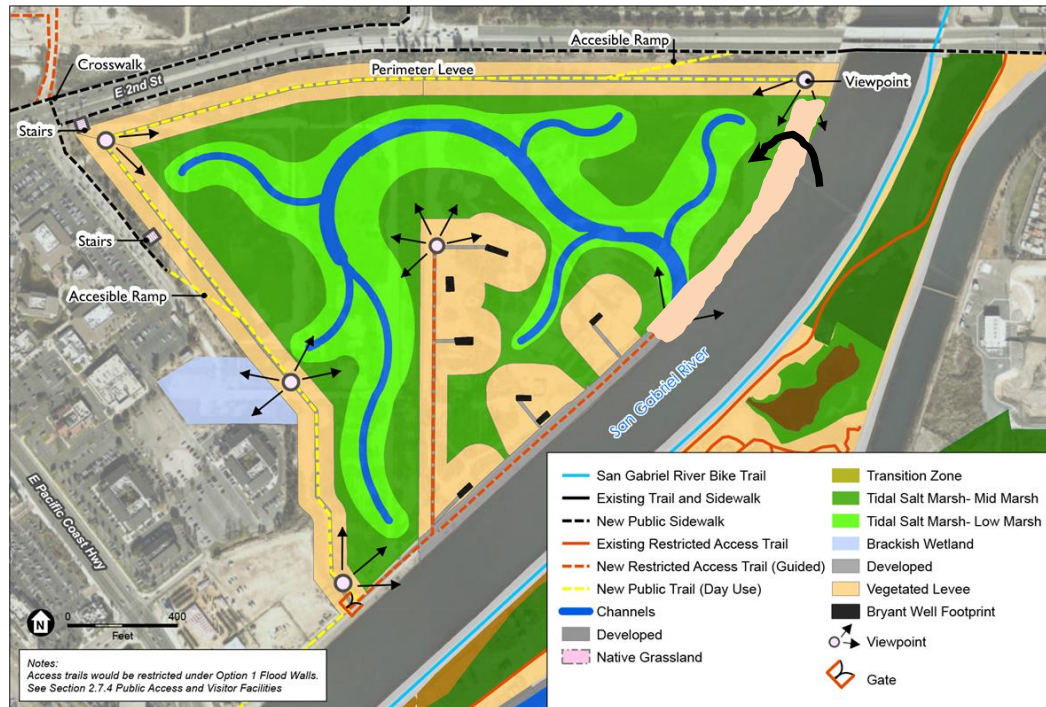 Accesible Ramp
Crosswalk
E 2nd St
Perimeter Levee
Viewpoint
Stairs
Stairs
Accesible Ramp
San Gabriel River
E Pacific Coast Hwy
N
0 400
Feet
Notes:
Access trails would be restricted under Option 1 Flood Walls.
See Section 2.7.4 Public Access and Visitor Facilities
San Gabriel River Bike Trail
Existing Trail and Sidewalk
New Public Sidewalk
Existing Restricted Access Trail
New Restricted Access Trail (Guided)
New Public Trail (Day Use)
Channels
Developed
Native Grassland
Transition Zone
Tidal Salt Marsh- Mid Marsh
Tidal Salt Marsh- Low Marsh
Brackish Wetland
Developed
Vegetated Levee
Bryant Well Footprint
Viewpoint
Gate